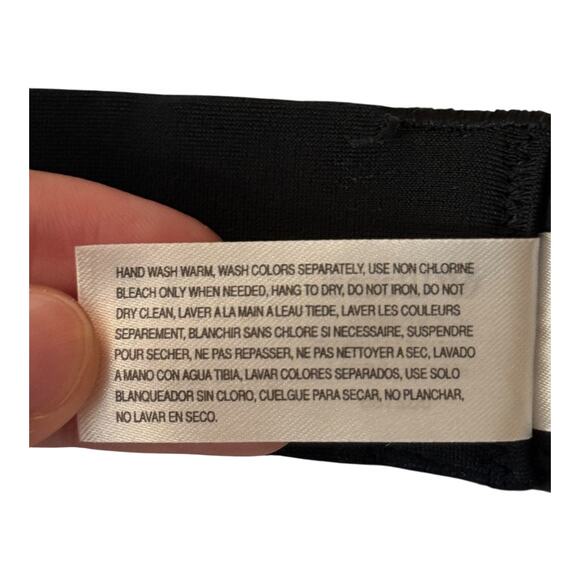 HAND WASH WARM, WASH COLORS SEPARATELY, USE NON CHLORINE
BLEACH ONLY WHEN NEEDED, HANG TO DRY, DO NOT IRON, DO NOT
DRY CLEAN, LAVER A LA MAIN A LEAU TIEDE, LAVER LES COULEURS
SEPAREMENT, BLANCHIR SANS CHLORE SI NECESSAIRE, SUSPENDRE
POUR SECHER, NE PAS REPASSER, NE PAS NETTOYER A SEC, LAVADO
A MANO CON AGUA TIBIA, LAVAR COLORES SEPARADOS, USE SOLO
BLANQUEADOR SIN CLORO, CUELGUE PARA SECAR, NO PLANCHAR,
NO LAVAR EN SECO.